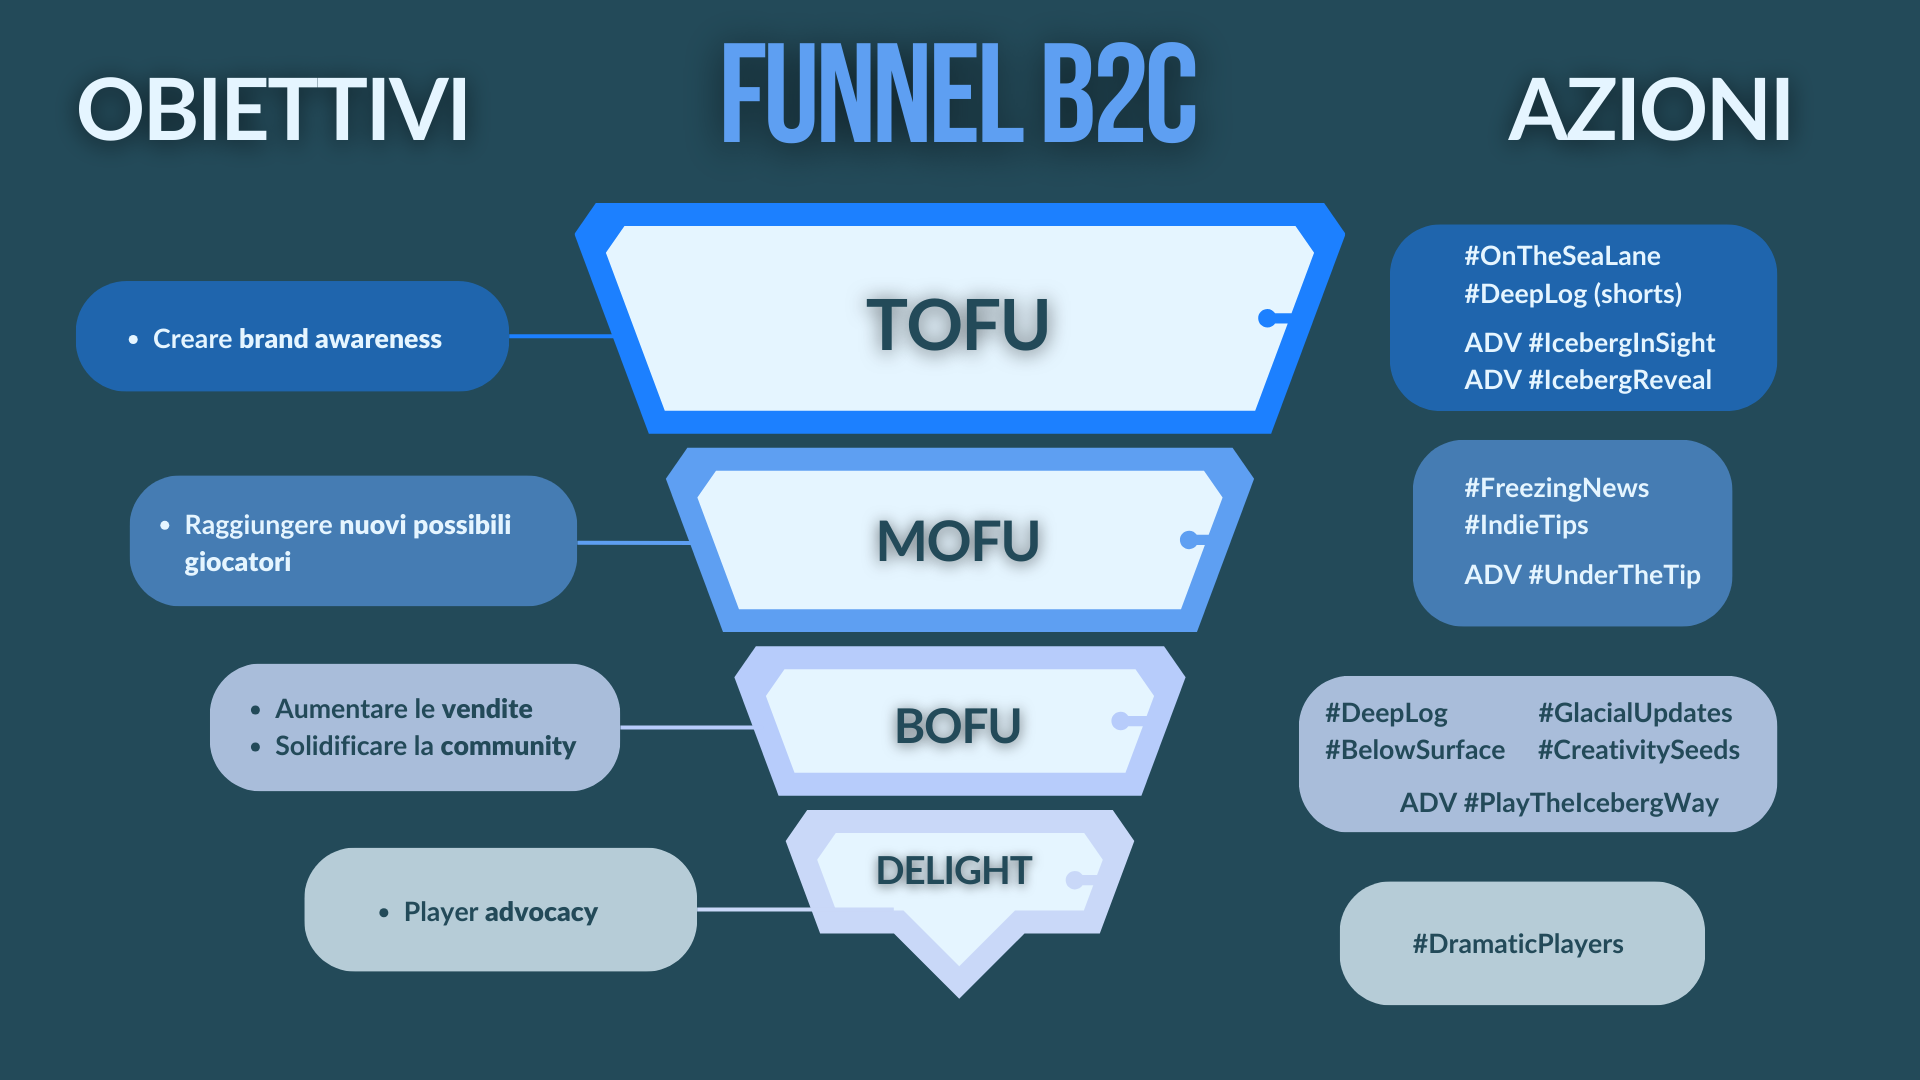 OBIETTIVI
FUNNEL B2C
AZIONI
• Creare brand awareness
TOFU
#OnTheSeaLane
#DeepLog (shorts)
ADV #IcebergInSight
ADV #IcebergReveal
• Raggiungere nuovi possibili
giocatori
MOFU
#FreezingNews
#IndieTips
ADV #UnderTheTip
• Aumentare le vendite
• Solidificare la community
BOFU
#DeepLog #GlacialUpdates
#BelowSurface #CreativitySeeds
ADV #PlayTheIcebergWay
• Player advocacy
DELIGHT
#DramaticPlayers